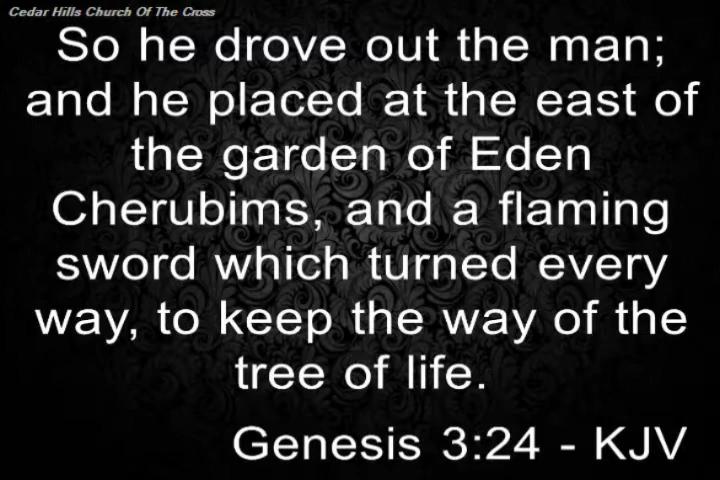 Cedar Hills Church Of The Cross
So he drove out the man;
and he placed at the east of
the garden of Eden
Cherubims, and a flaming
sword which turned every
way, to keep the way of the
tree of life.
Genesis 3:24 - KJV